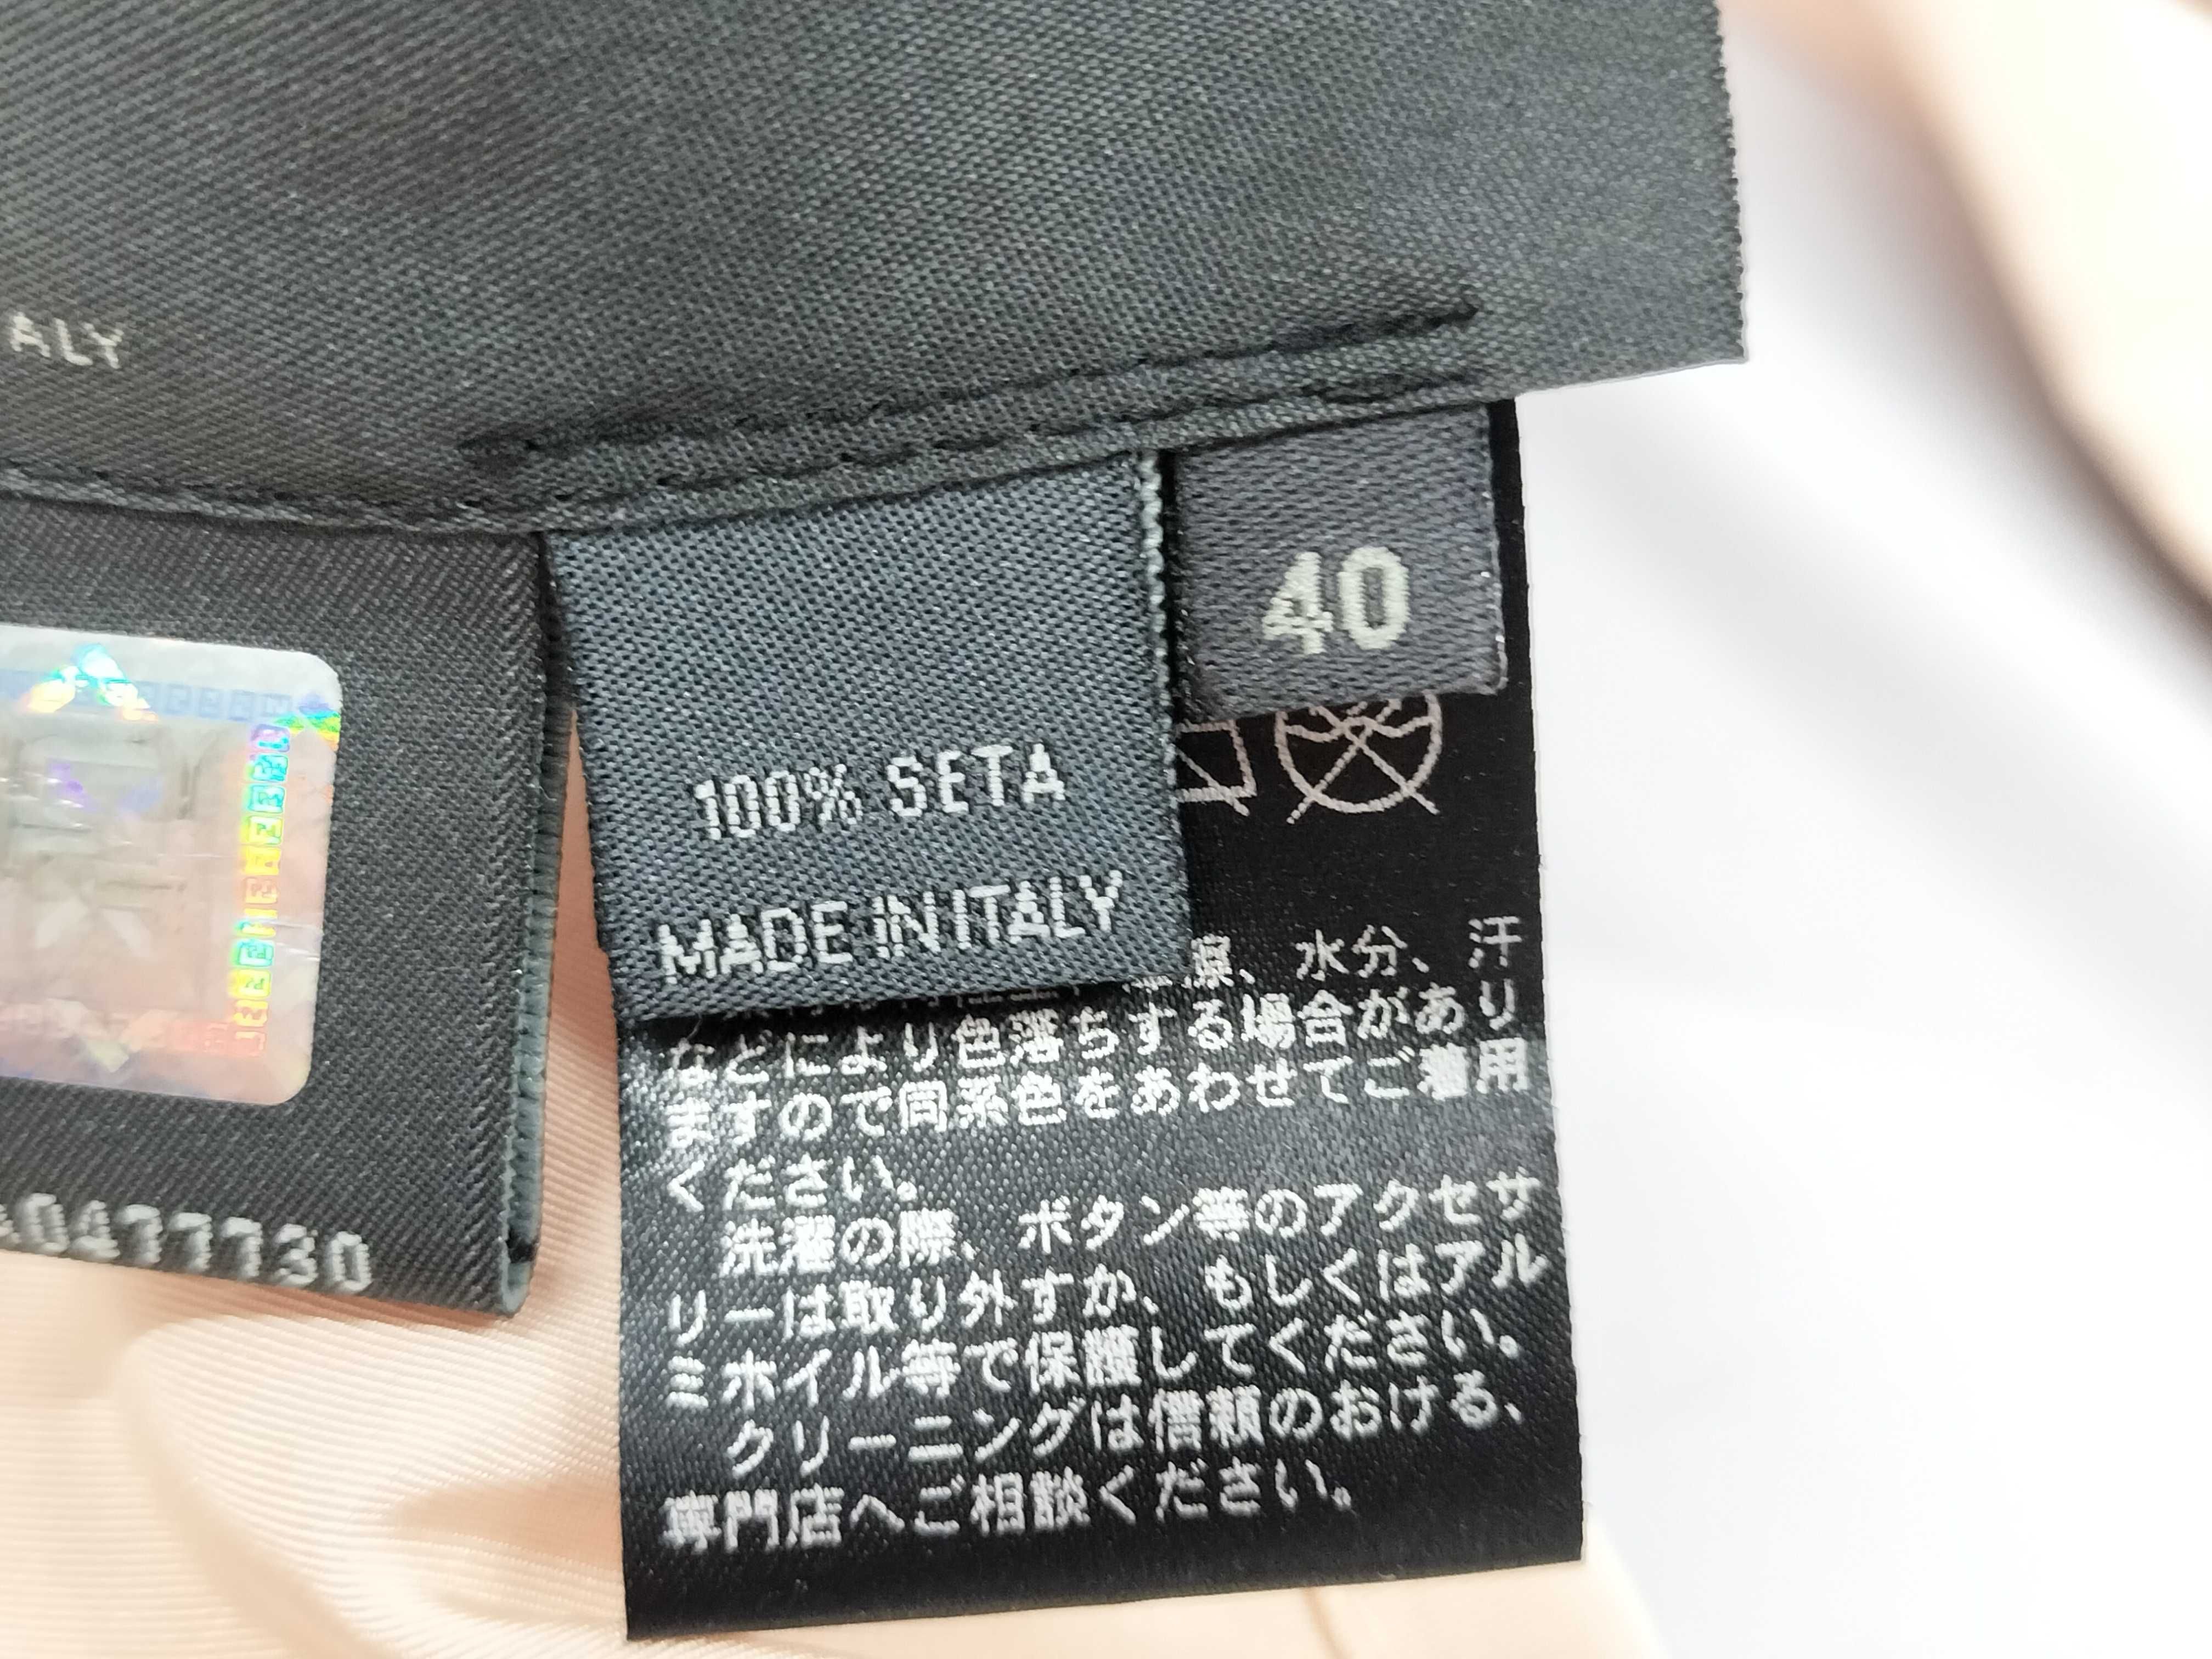 ALY
40
100% SETA
MADE IN ITALY
0477730
、水分、汗
などにより色落ちする場合があり
ますので同系色をあわせてご着用
ください。
洗濯の際、ボタン等のアクセサ
リーは取り外すか、もしくはアル
ミホイル等で保護してください。
クリーニングは信頼のおける、
専門店へご相談ください。